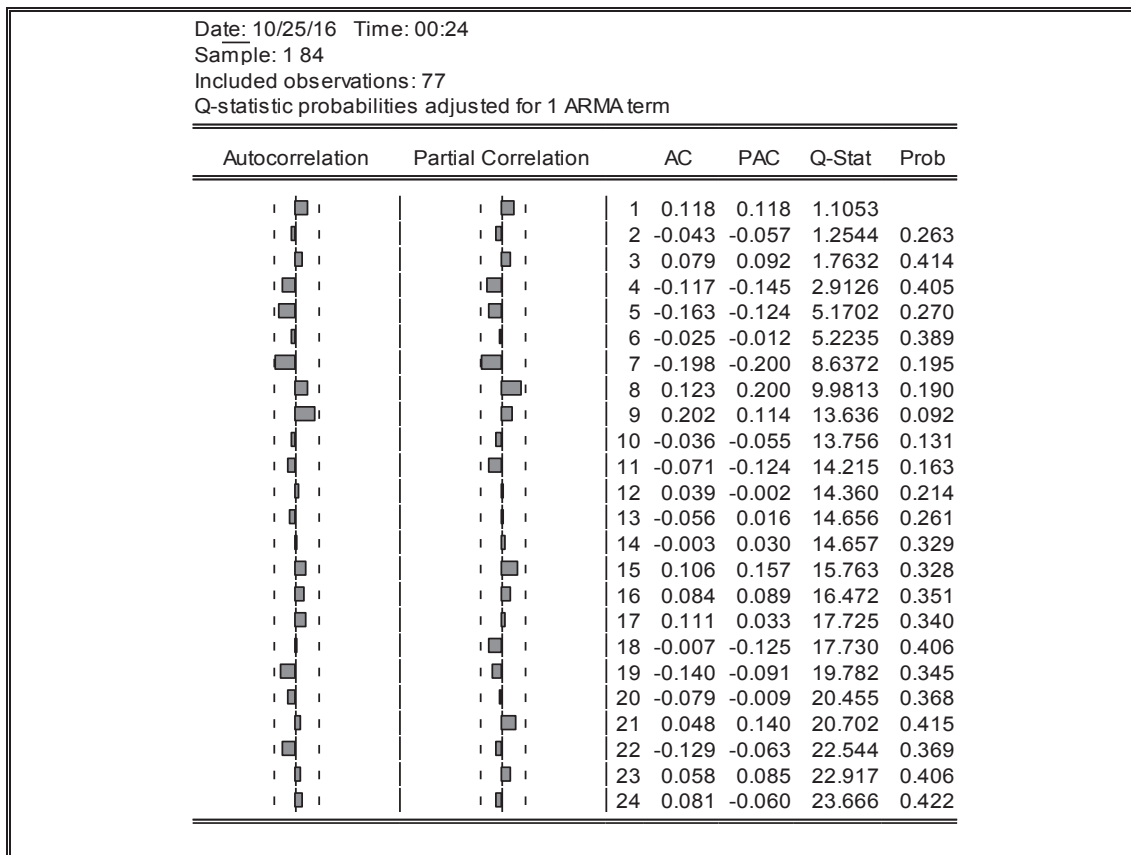 Date: 10/25/16 Time: 00:24
Sample: 1 84
Included observations: 77
Q-statistic probabilities adjusted for 1 ARMA term
Autocorrelation Partial Correlation AC PAC Q-Stat Prob
1 0.118 0.118 1.1053
2 -0.043 -0.057 1.2544 0.263
3 0.079 0.092 1.7632 0.414
4 -0.117 -0.145 2.9126 0.405
5 -0.163 -0.124 5.1702 0.270
6 -0.025 -0.012 5.2235 0.389
7 -0.198 -0.200 8.6372 0.195
8 0.123 0.200 9.9813 0.190
9 0.202 0.114 13.636 0.092
10 -0.036 -0.055 13.756 0.131
11 -0.071 -0.124 14.215 0.163
12 0.039 -0.002 14.360 0.214
13 -0.056 0.016 14.656 0.261
14 -0.003 0.030 14.657 0.329
15 0.106 0.157 15.763 0.328
16 0.084 0.089 16.472 0.351
17 0.111 0.033 17.725 0.340
18 -0.007 -0.125 17.730 0.406
19 -0.140 -0.091 19.782 0.345
20 -0.079 -0.009 20.455 0.368
21 0.048 0.140 20.702 0.415
22 -0.129 -0.063 22.544 0.369
23 0.058 0.085 22.917 0.406
24 0.081 -0.060 23.666 0.422